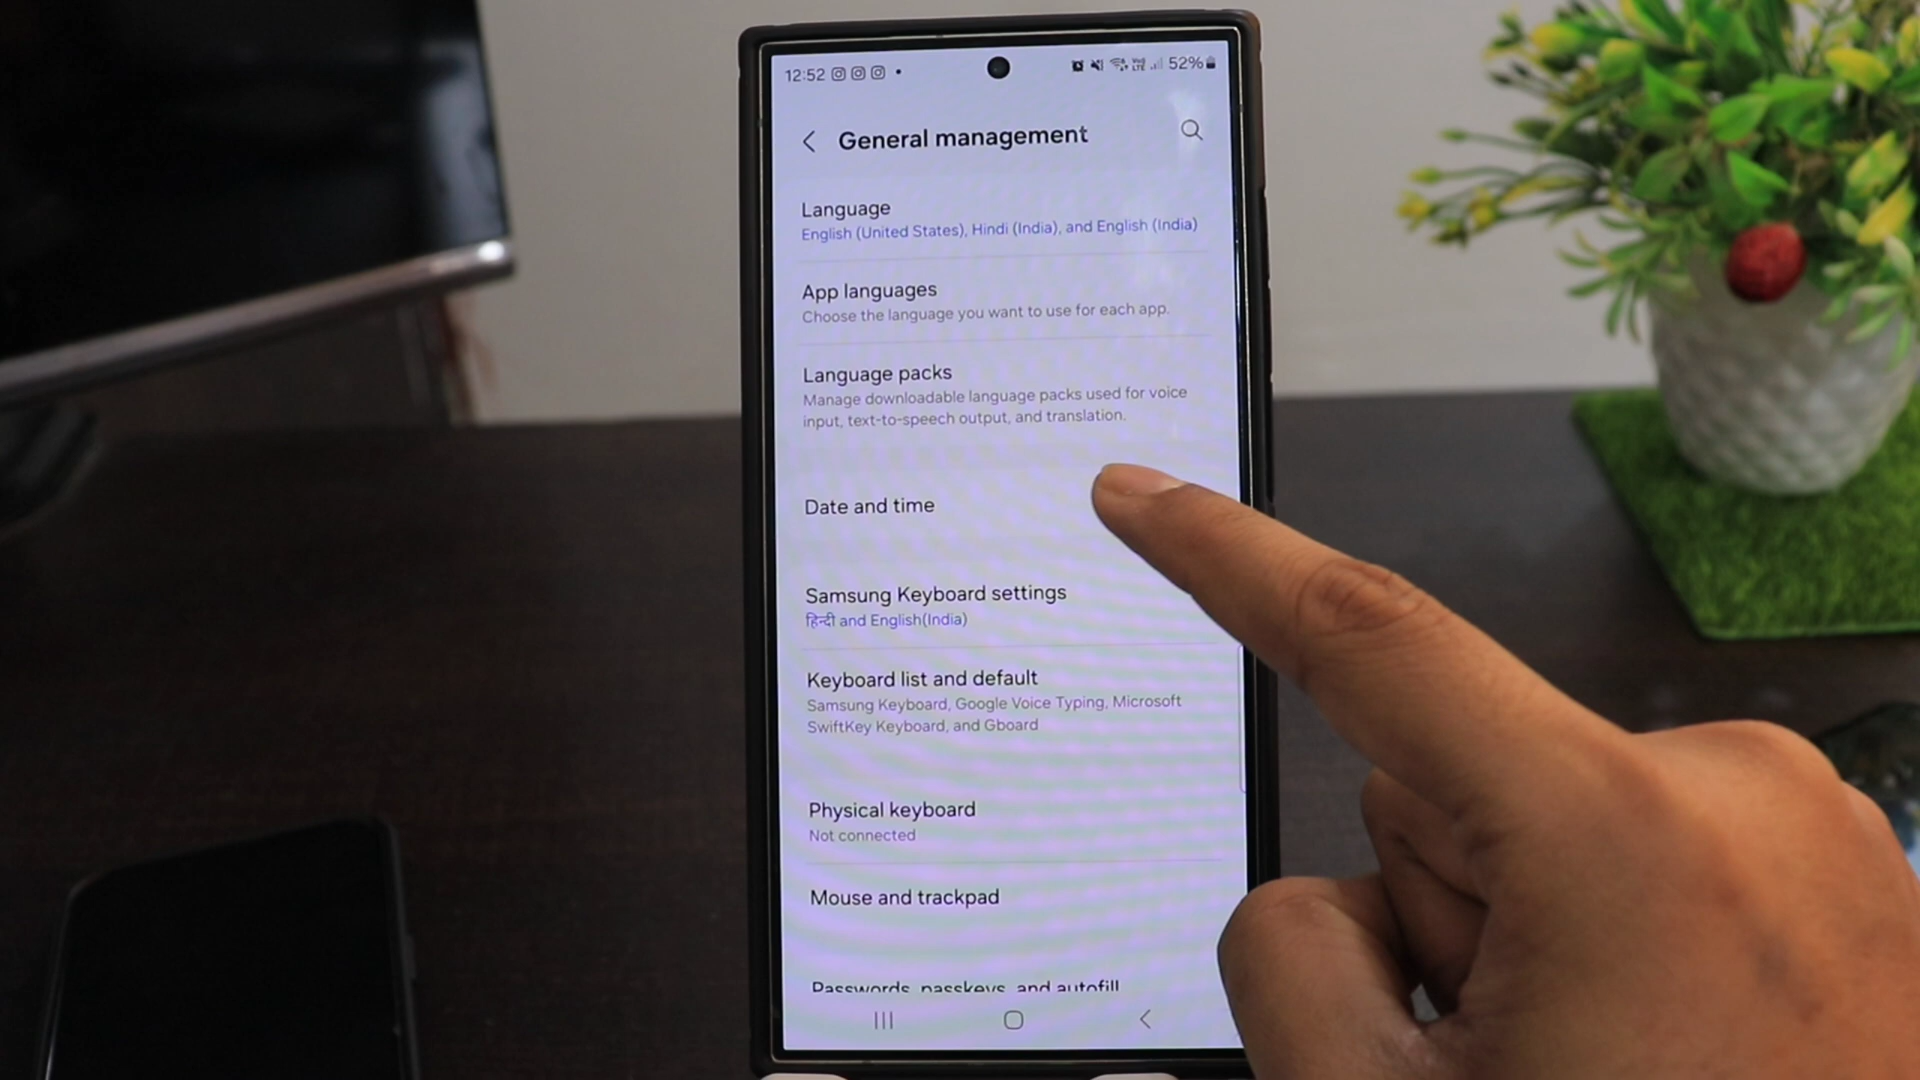 12:52 52%
General management
Language
English (United States), Hindi (India), and English (India)
App languages
Choose the language you want to use for each app.
Language packs
Manage downloadable language packs used for voice
input, text-to-speech output, and translation.
Date and time
Samsung Keyboard settings
हिन्दी and English(India)
Keyboard list and default
Samsung Keyboard, Google Voice Typing, Microsoft
SwiftKey Keyboard, and Gboard
Physical keyboard
Not connected
Mouse and trackpad
Passwords, passkeys, and autofill